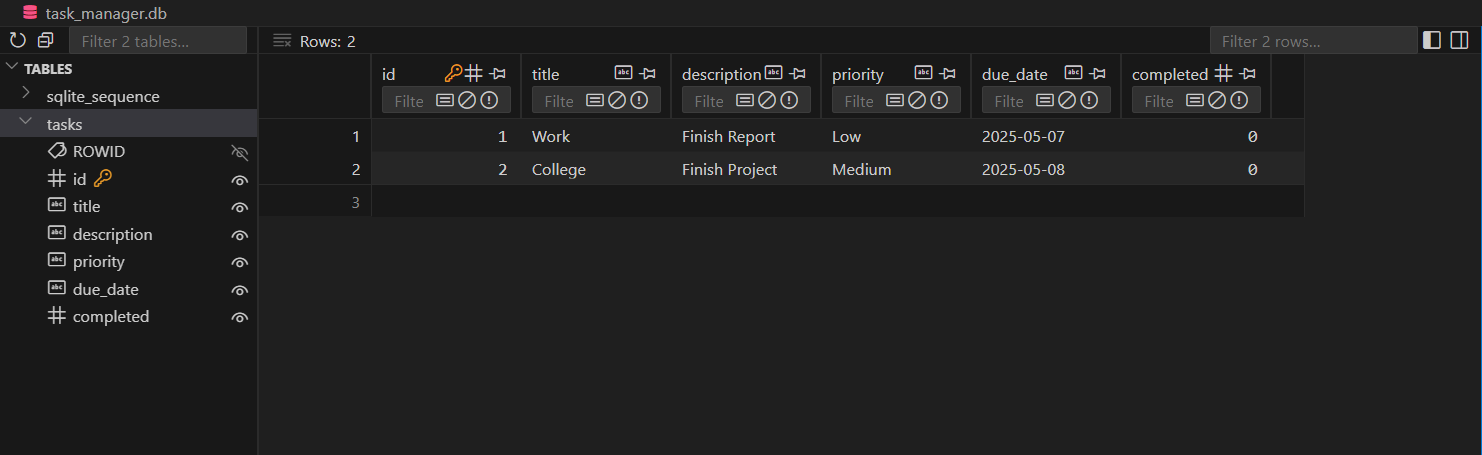 task_manager.db
Filter 2 tables...
Rows: 2
Filter 2 rows...
TABLES
sqlite_sequence
tasks
ROWID
id
title
description
priority
due_date
completed
id title description priority due_date completed
Filte Filte Filte Filte Filte Filte
1 1 Work Finish Report Low 2025-05-07 0
2 2 College Finish Project Medium 2025-05-08 0
3